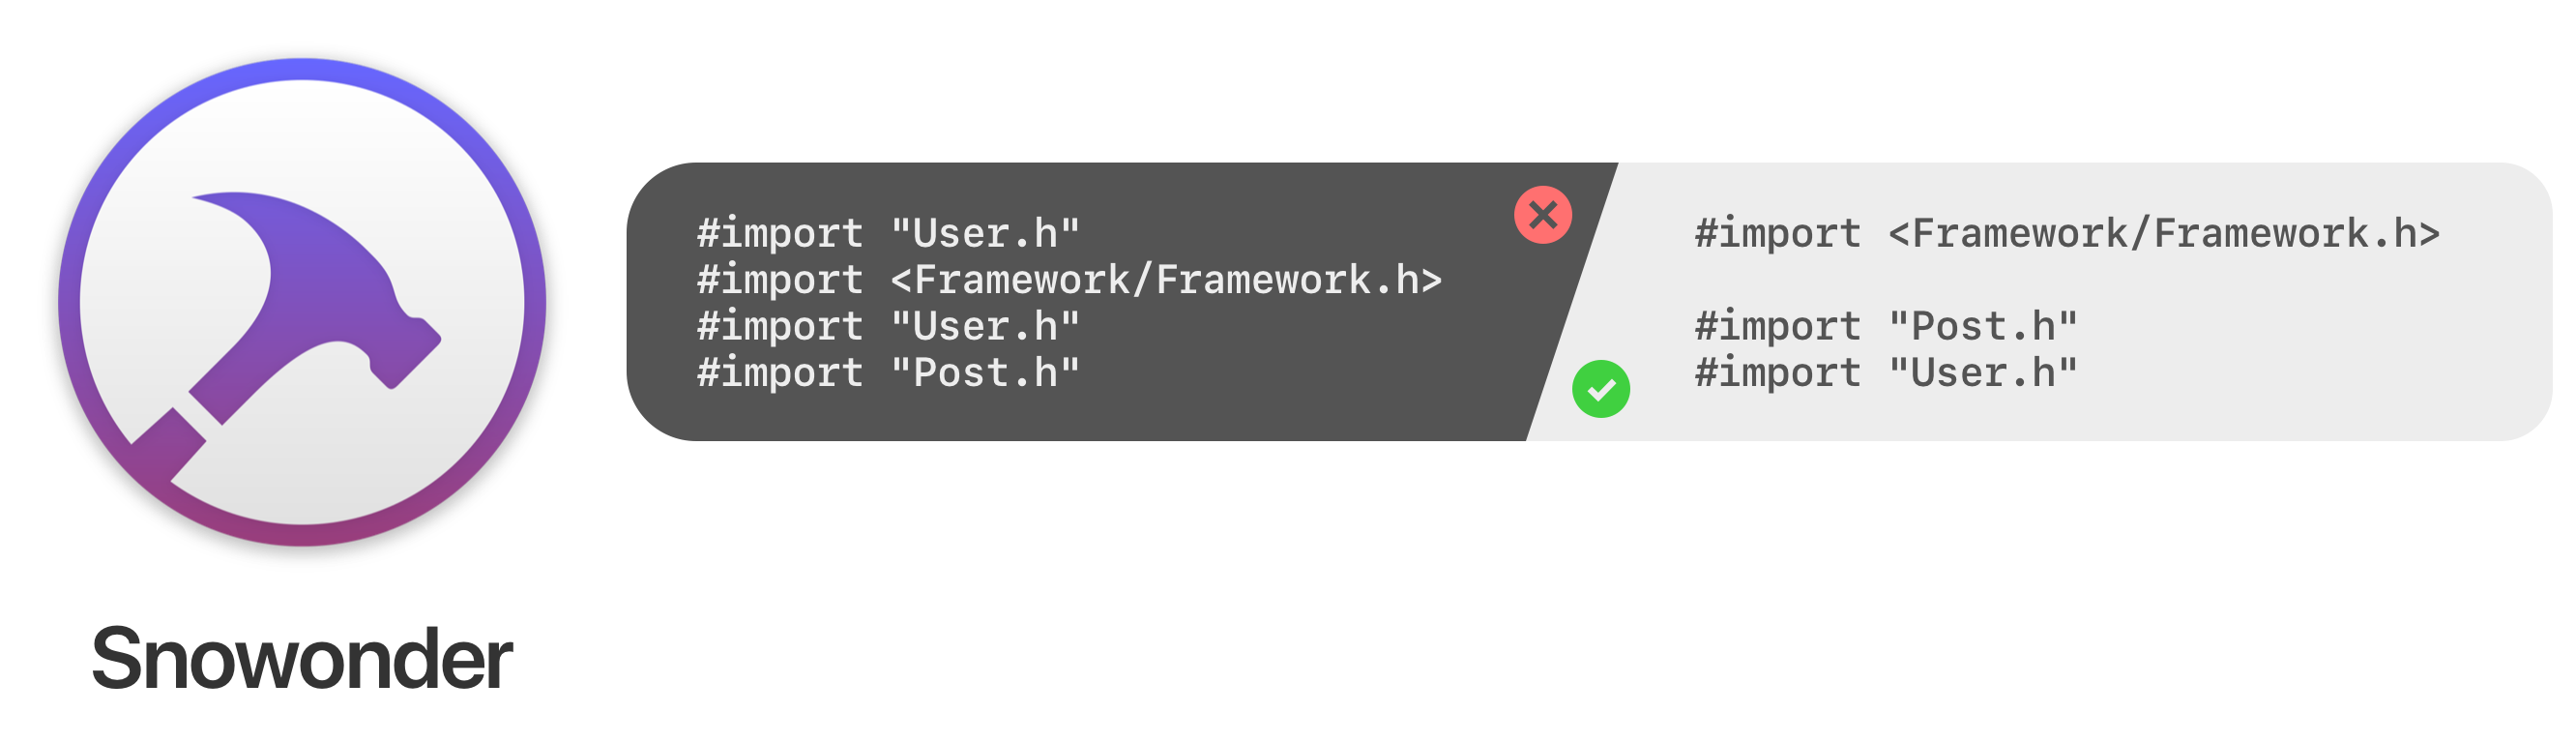 #import "User.h"
#import <Framework/Framework.h>
#import "User.h"
#import "Post.h"
#import <Framework/Framework.h>
#import "Post.h"
#import "User.h"
Snowonder